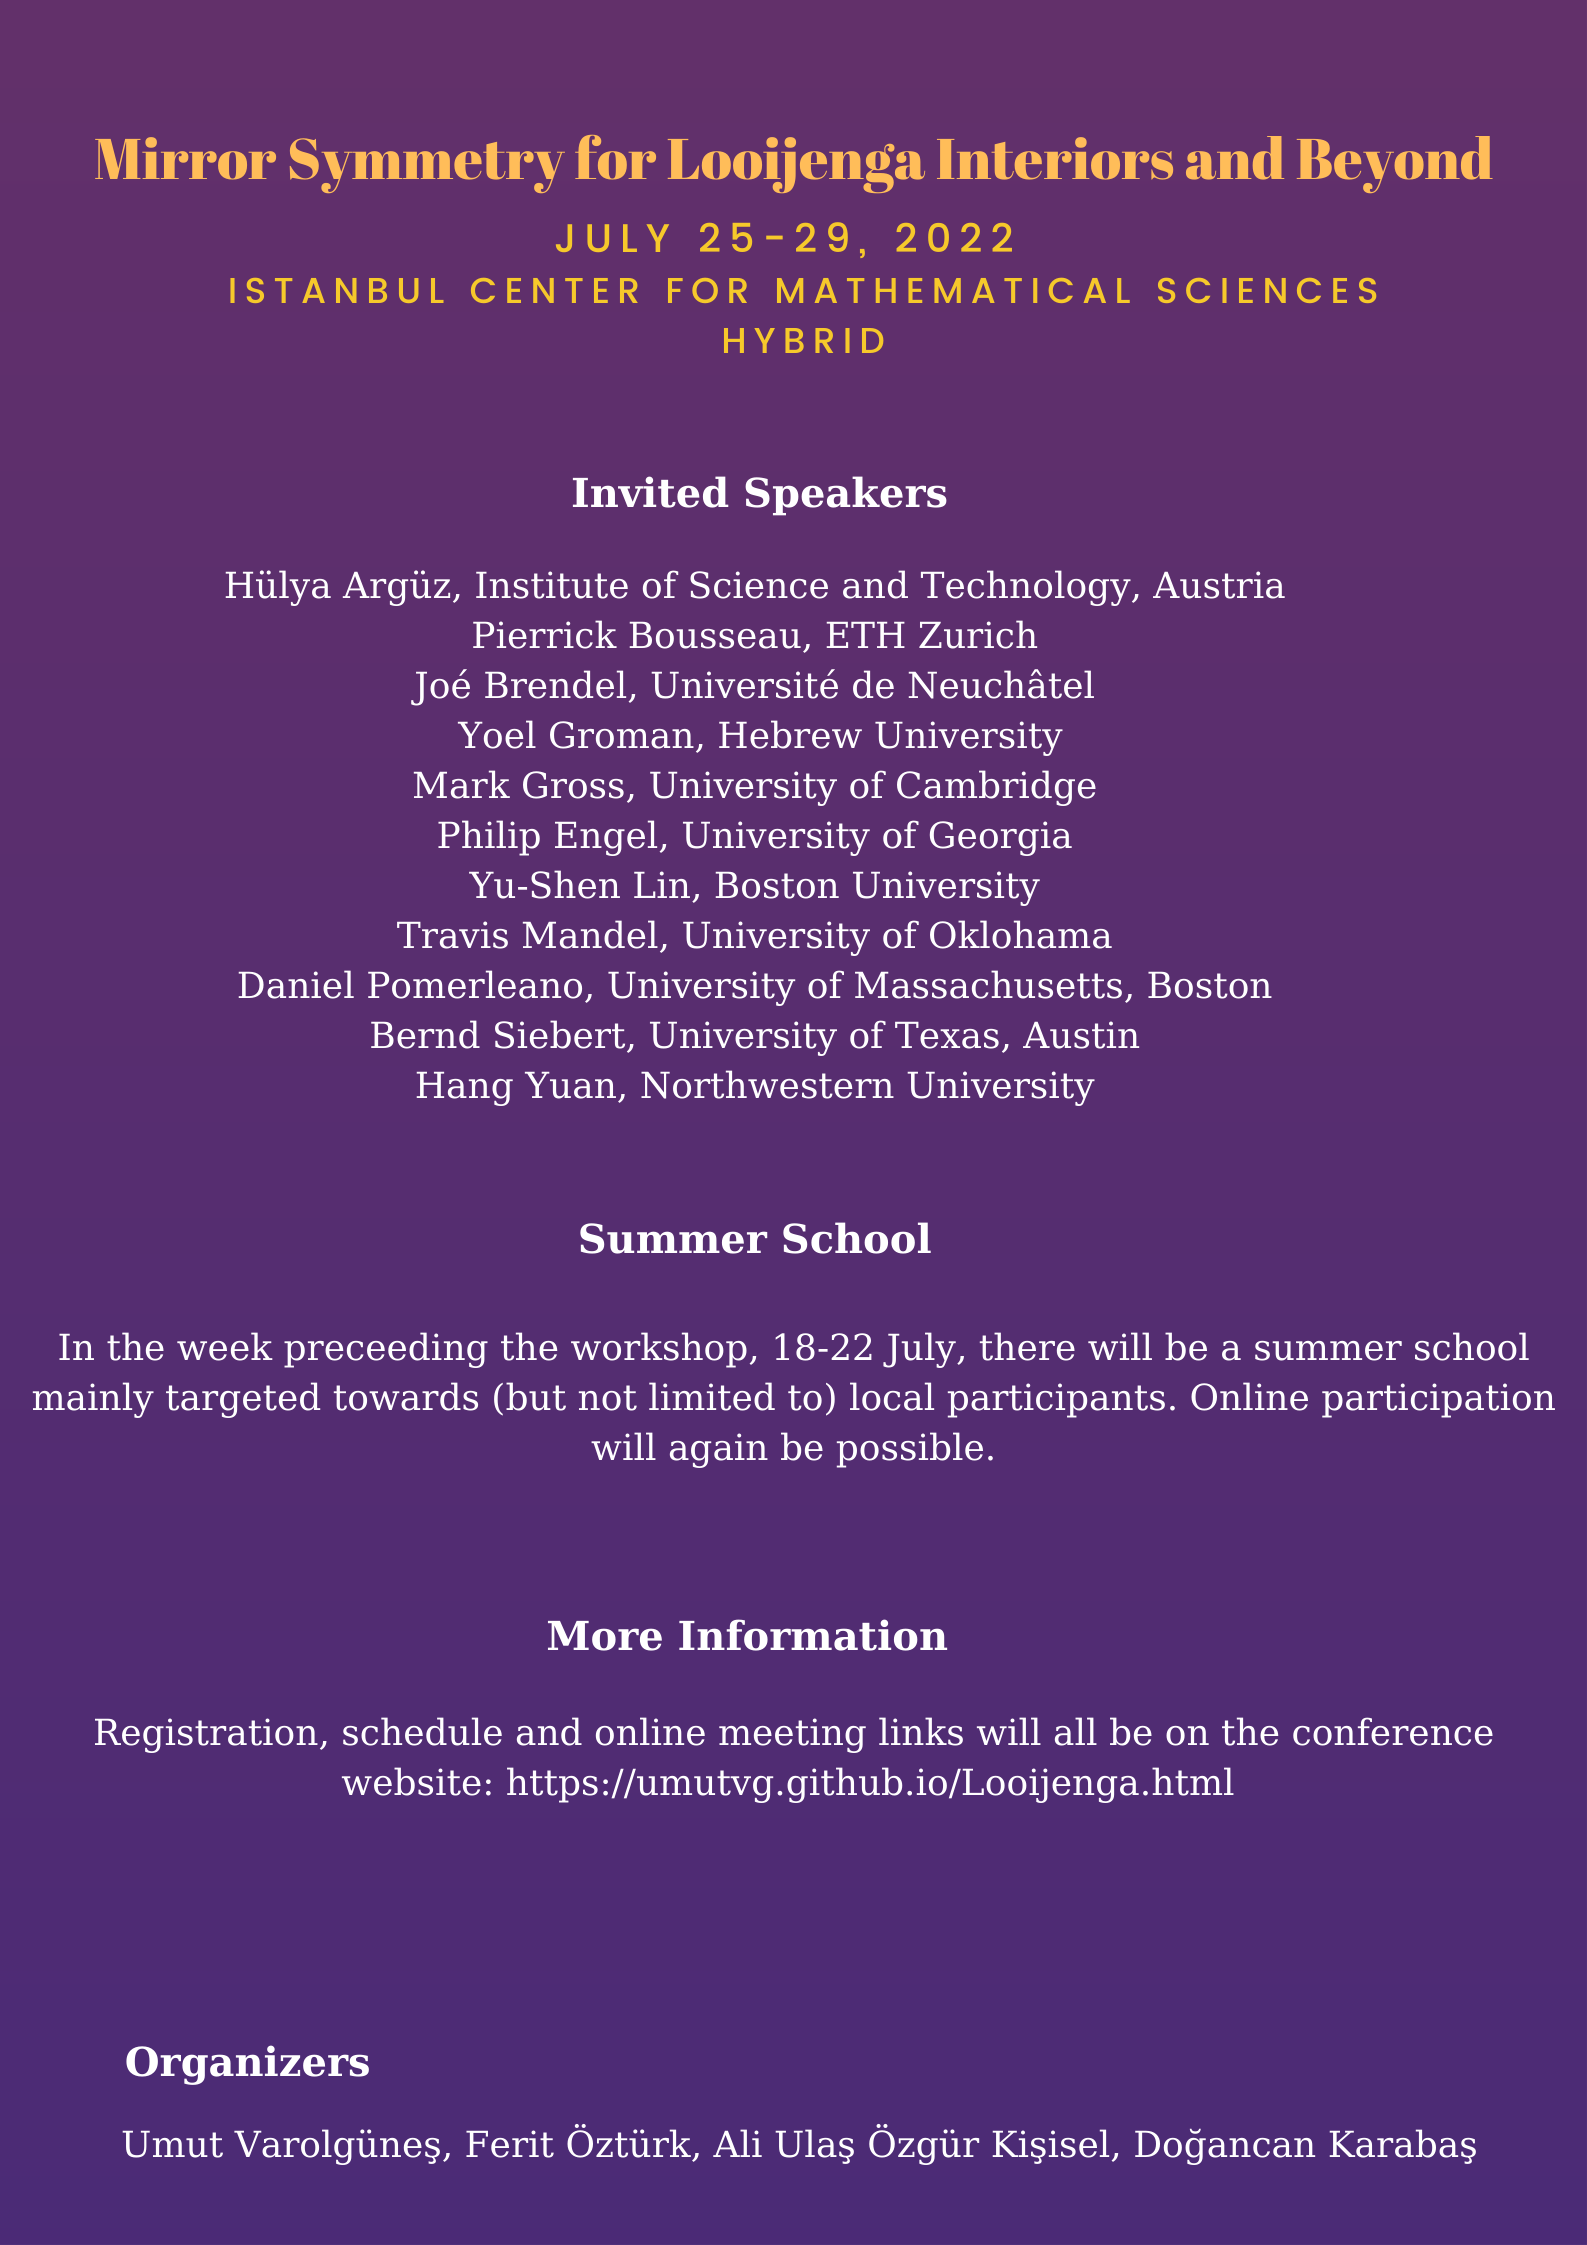 Mirror Symmetry for Looijenga Interiors and Beyond
JULY 25-29, 2022
ISTANBUL CENTER FOR MATHEMATICAL SCIENCES
HYBRID
Invited Speakers
Hülya Argüz, Institute of Science and Technology, Austria
Pierrick Bousseau, ETH Zurich
Joé Brendel, Université de Neuchâtel
Yoel Groman, Hebrew University
Mark Gross, University of Cambridge
Philip Engel, University of Georgia
Yu-Shen Lin, Boston University
Travis Mandel, University of Oklohama
Daniel Pomerleano, University of Massachusetts, Boston
Bernd Siebert, University of Texas, Austin
Hang Yuan, Northwestern University
Summer School
In the week preceeding the workshop, 18-22 July, there will be a summer school
mainly targeted towards (but not limited to) local participants. Online participation
will again be possible.
More Information
Registration, schedule and online meeting links will all be on the conference
website: https://umutvg.github.io/Looijenga.html
Organizers
Umut Varolgüneş, Ferit Öztürk, Ali Ulaş Özgür Kişisel, Doğancan Karabaş